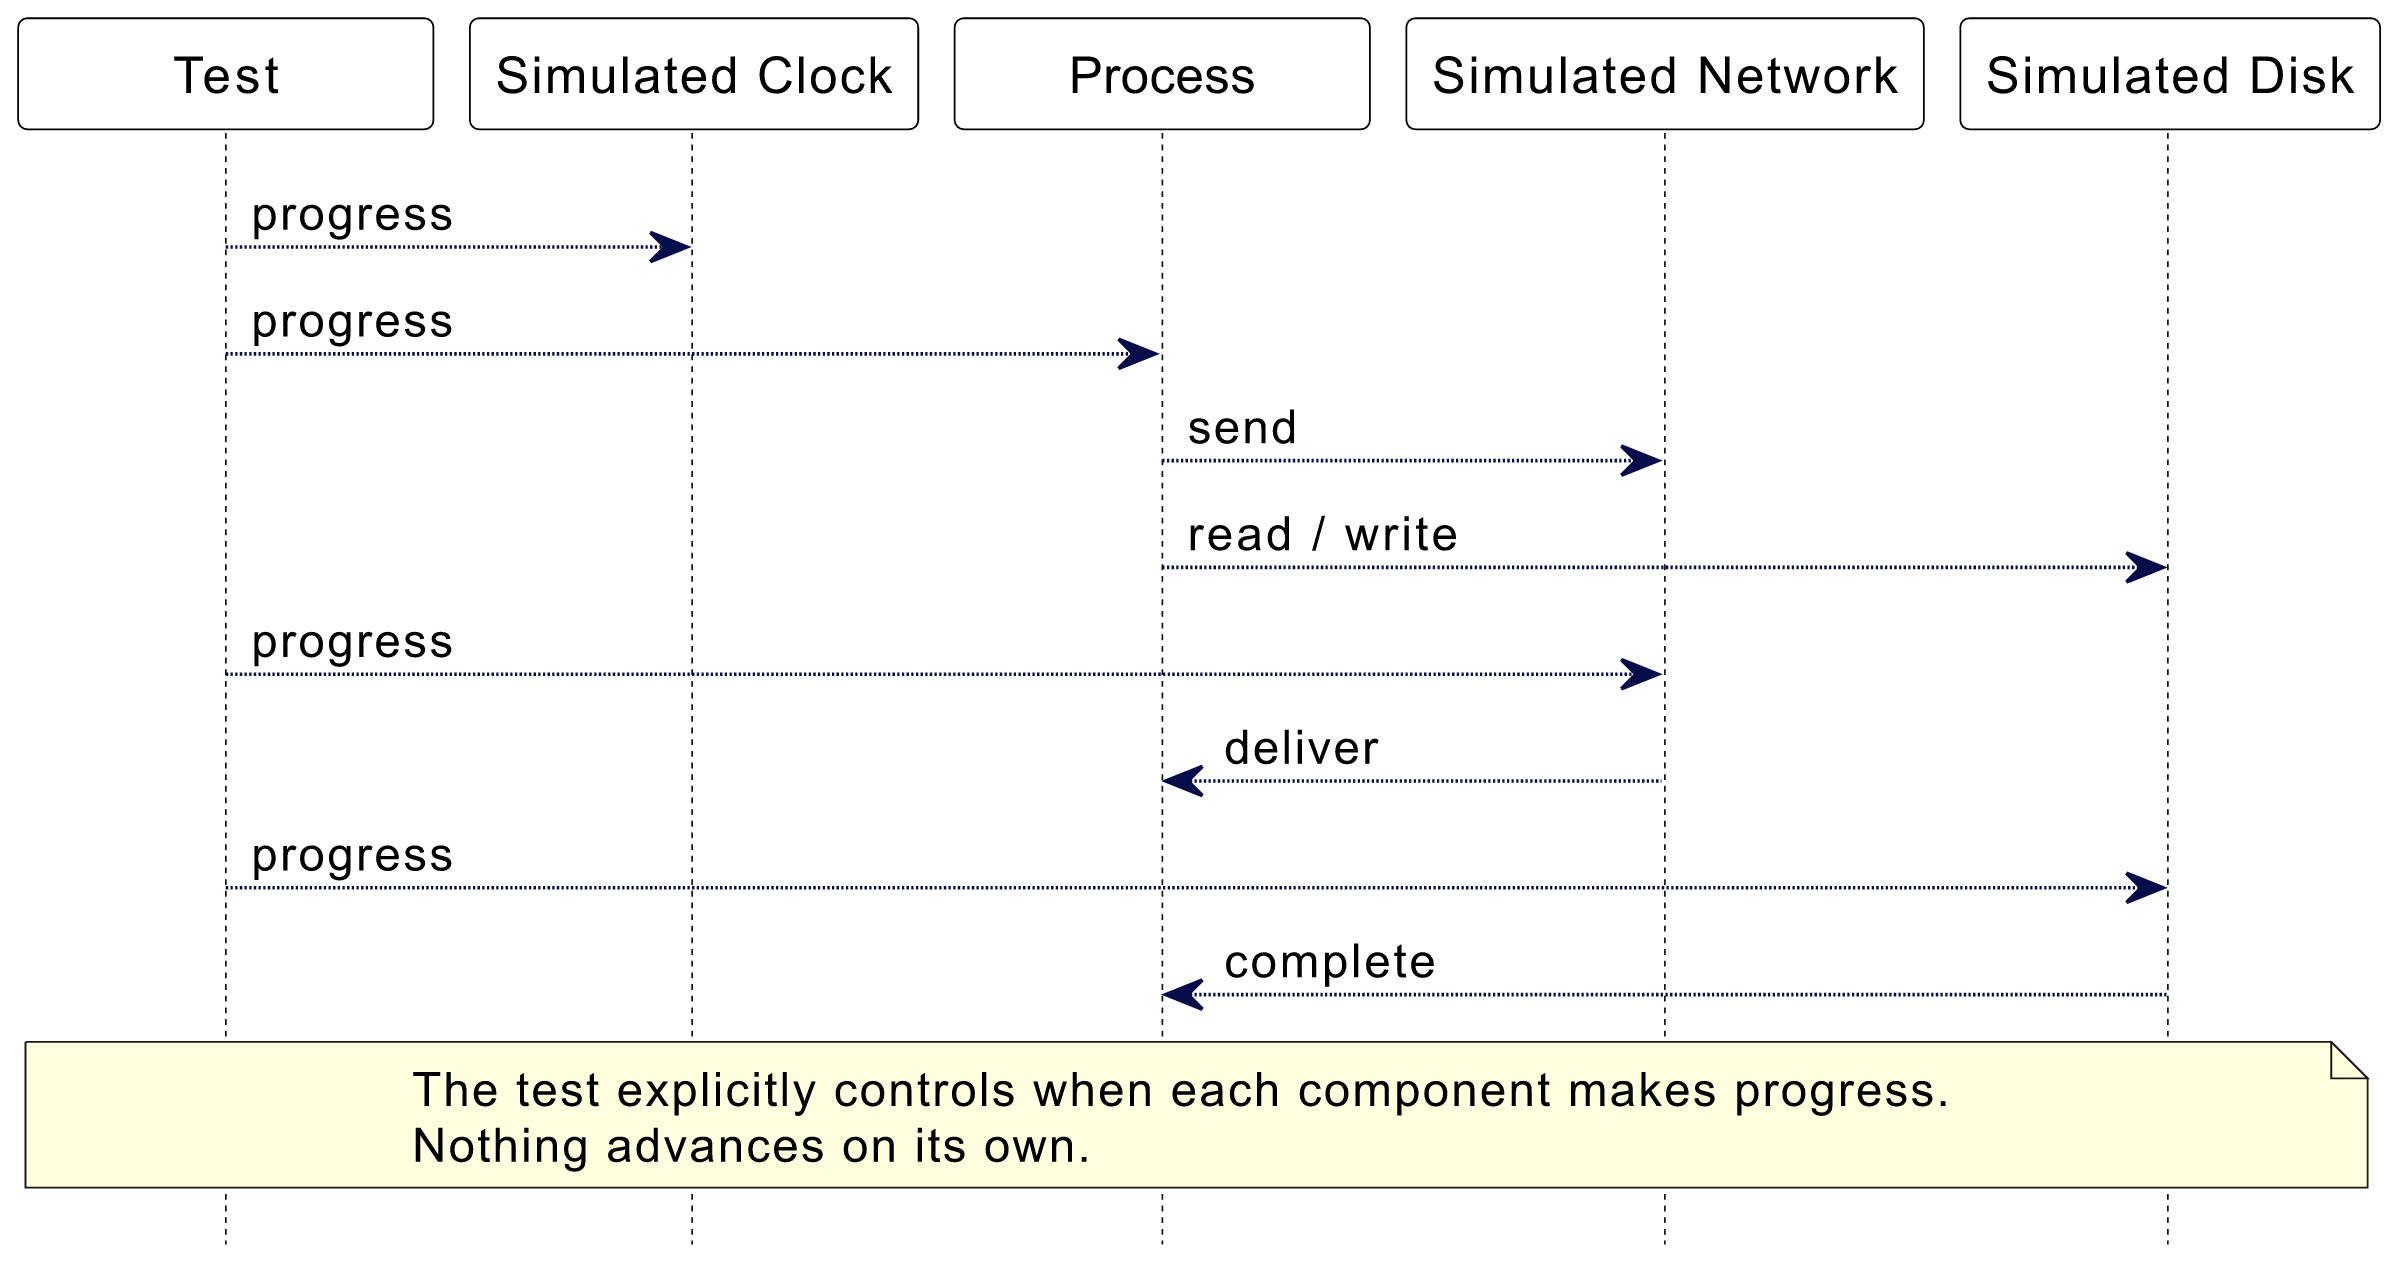 Test
Simulated Clock
Process
Simulated Network
Simulated Disk
progress
progress
send
read / write
progress
deliver
progress
complete
The test explicitly controls when each component makes progress.
Nothing advances on its own.